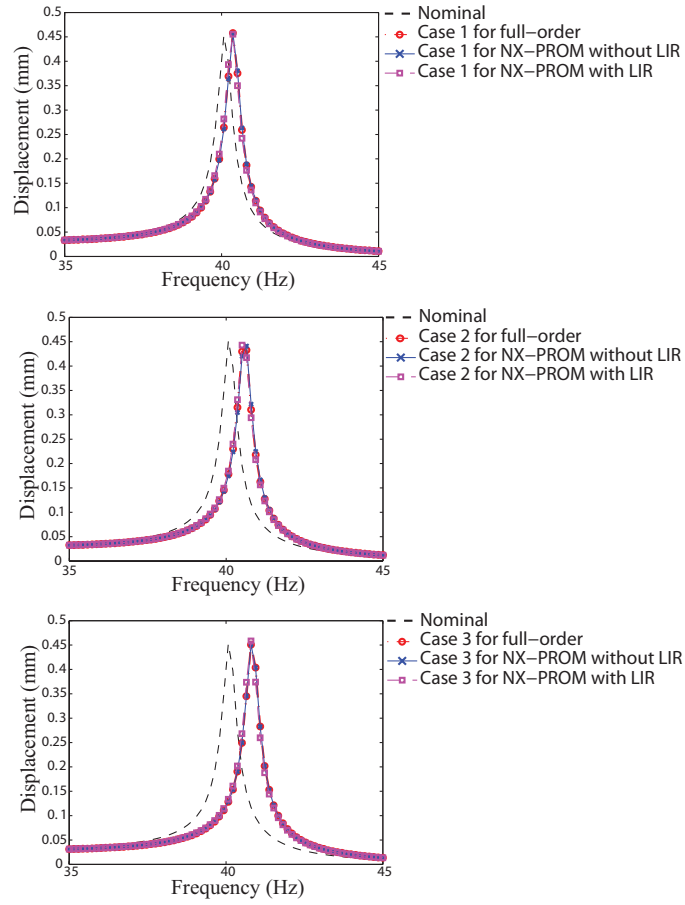 0.5
0.45
0.4
0.35
0.3
0.25
0.2
0.15
0.1
0.05
0
35
40
45
Displacement (mm)
Frequency (Hz)
Nominal
Case 1 for full−order
Case 1 for NX−PROM without LIR
Case 1 for NX−PROM with LIR
0.5
0.45
0.4
0.35
0.3
0.25
0.2
0.15
0.1
0.05
0
35
40
45
Displacement (mm)
Frequency (Hz)
Nominal
Case 2 for full−order
Case 2 for NX−PROM without LIR
Case 2 for NX−PROM with LIR
0.5
0.45
0.4
0.35
0.3
0.25
0.2
0.15
0.1
0.05
0
35
40
45
Displacement (mm)
Frequency (Hz)
Nominal
Case 3 for full−order
Case 3 for NX−PROM without LIR
Case 3 for NX−PROM with LIR